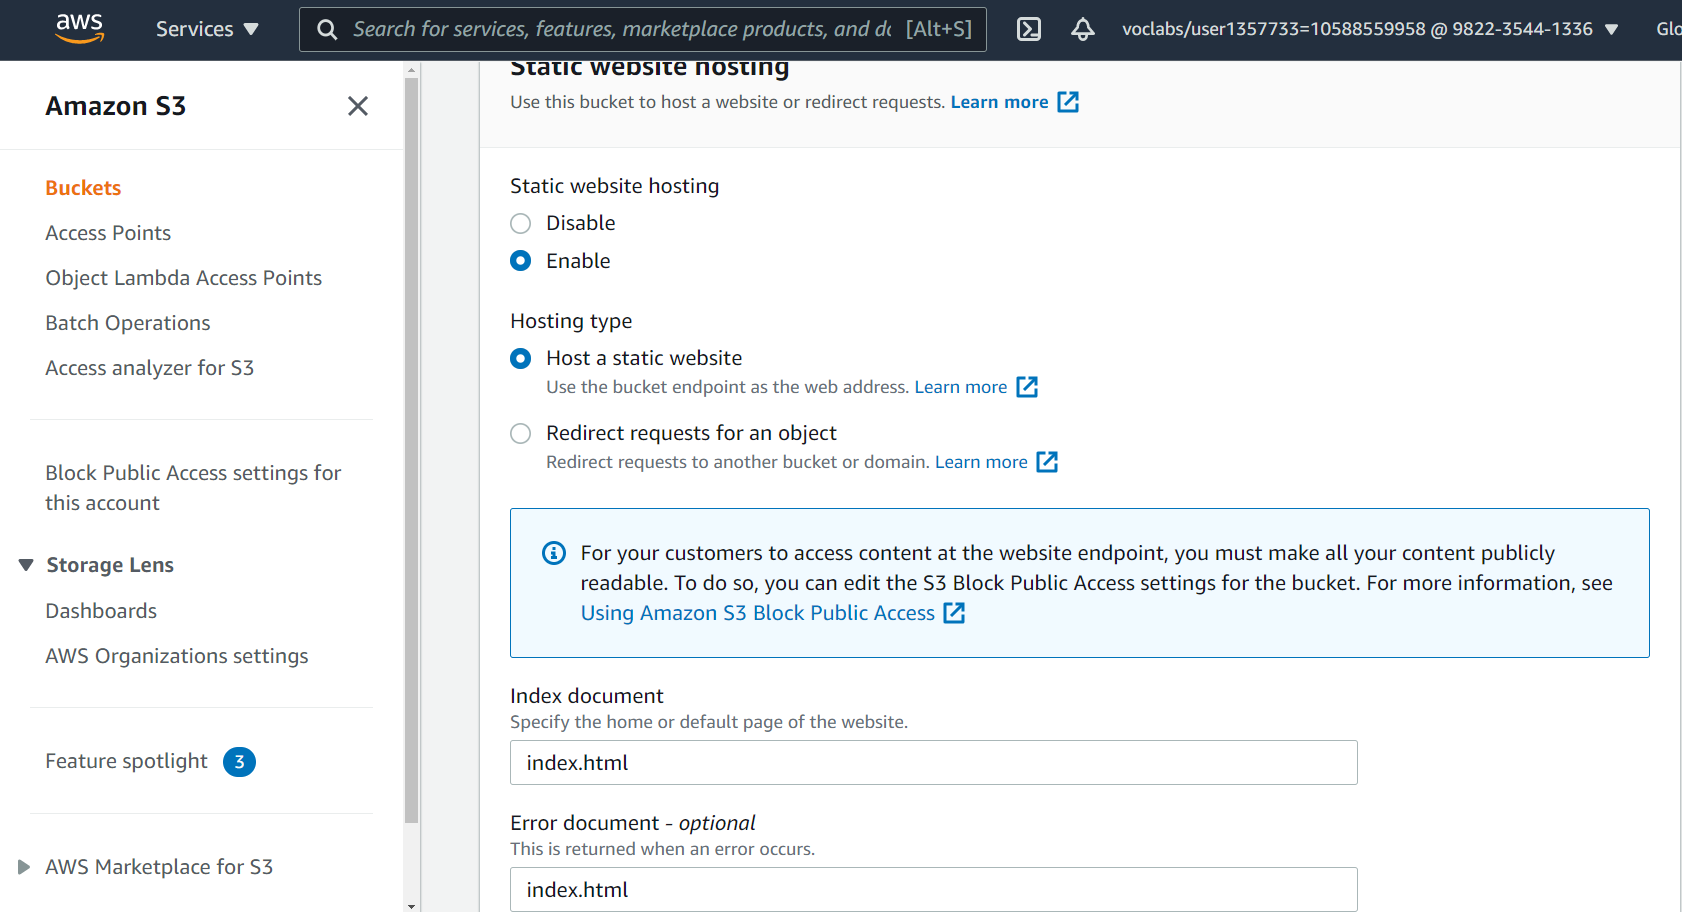 aws
Services
Search for services, features, marketplace products, and do
[Alt+S]
voclabs/user1357733=10588559958 @ 9822-3544-1336
Glo
Amazon S3
Buckets
Access Points
Object Lambda Access Points
Batch Operations
Access analyzer for S3
Block Public Access settings for
this account
Storage Lens
Dashboards
AWS Organizations settings
Feature spotlight 3
AWS Marketplace for S3
Static website hosting
Use this bucket to host a website or redirect requests. Learn more
Static website hosting
Disable
Enable
Hosting type
Host a static website
Use the bucket endpoint as the web address. Learn more
Redirect requests for an object
Redirect requests to another bucket or domain. Learn more
For your customers to access content at the website endpoint, you must make all your content publicly
readable. To do so, you can edit the S3 Block Public Access settings for the bucket. For more information, see
Using Amazon S3 Block Public Access
Index document
Specify the home or default page of the website.
index.html
Error document - optional
This is returned when an error occurs.
index.html